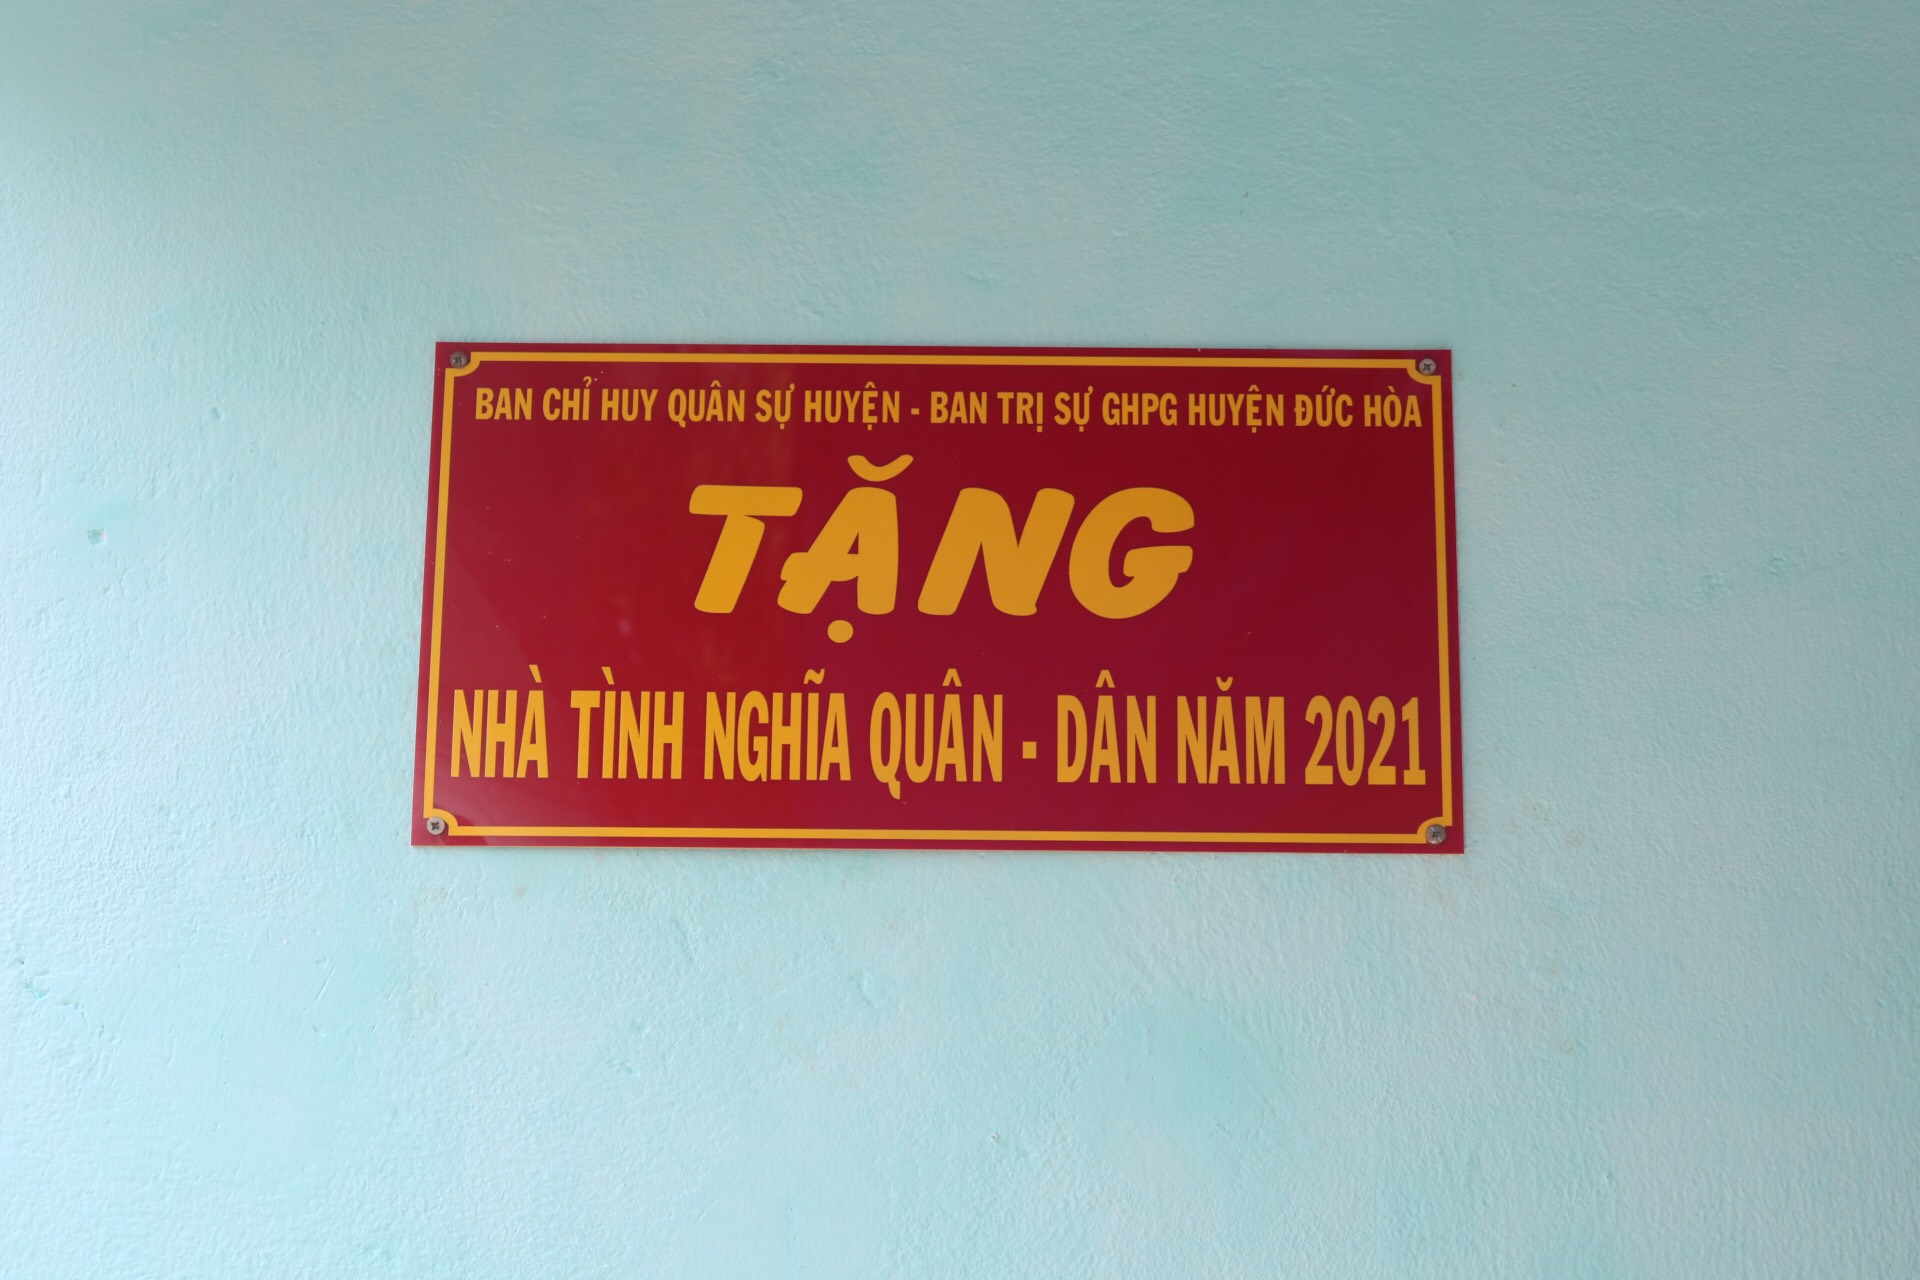 BAN CHỈ HUY QUÂN SỰ HUYỆN - BAN TRỊ SỰ GHPG HUYỆN ĐỨC HÒA
TẶNG
NHÀ TÌNH NGHĨA QUÂN - DÂN NĂM 2021